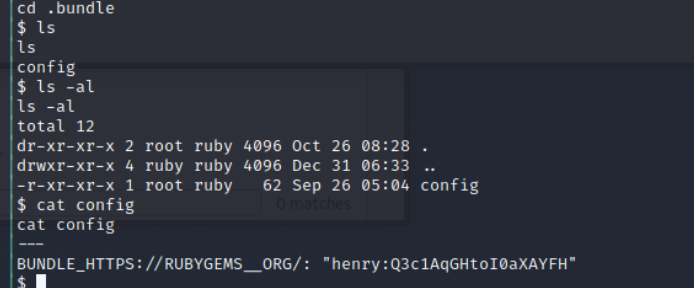 cd .bundle
$ ls
ls
config
$ ls -al
ls -al
total 12
dr-xr-xr-x 2 root ruby 4096 Oct 26 08:28 .
drwxr-xr-x 4 ruby ruby 4096 Dec 31 06:33 ..
-r-xr-xr-x 1 root ruby   62 Sep 26 05:04 config
$ cat config
0 matches
cat config
---
BUNDLE_HTTPS://RUBYGEMS__ORG/: "henry:Q3c1AqGHtoI0aXAYFH"
$